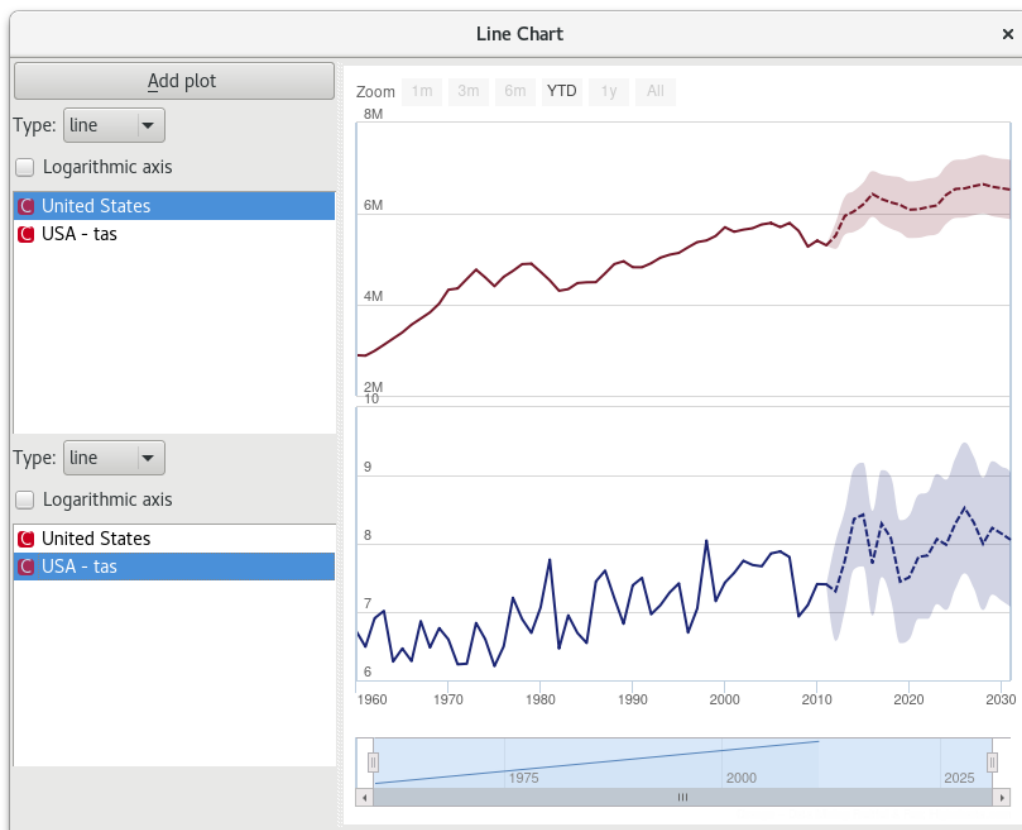 Line Chart ×
Add plot
Type: line
Logarithmic axis
C United States
C USA - tas
Type: line
Logarithmic axis
C United States
C USA - tas
Zoom 1m 3m 6m YTD 1y All
8M
6M
4M
2M
10
9
8
7
6
1960 1970 1980 1990 2000 2010 2020 2030
1975 2000 2025